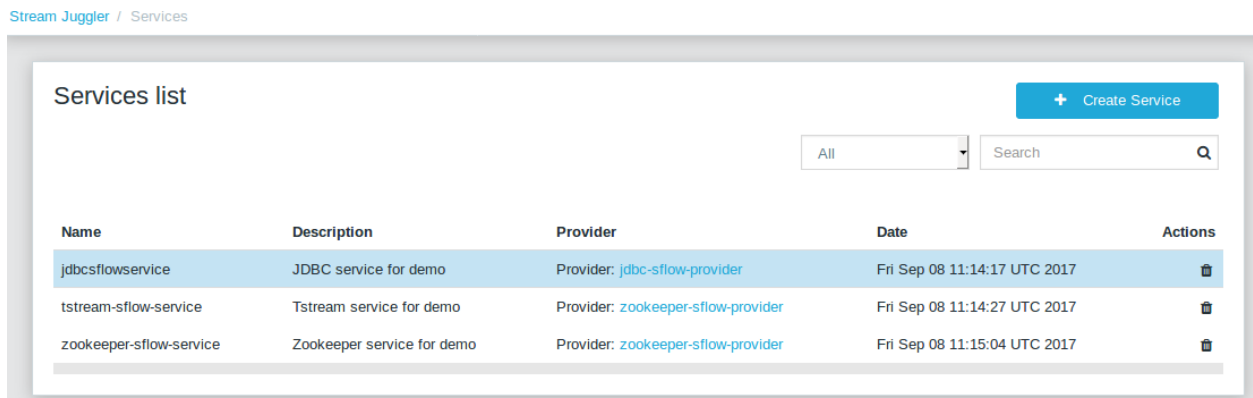 Stream Juggler / Services
Services list
+ Create Service
All Search
Name Description Provider Date Actions
jdbcsflowservice JDBC service for demo Provider: jdbc-sflow-provider Fri Sep 08 11:14:17 UTC 2017
tstream-sflow-service Tstream service for demo Provider: zookeeper-sflow-provider Fri Sep 08 11:14:27 UTC 2017
zookeeper-sflow-service Zookeeper service for demo Provider: zookeeper-sflow-provider Fri Sep 08 11:15:04 UTC 2017